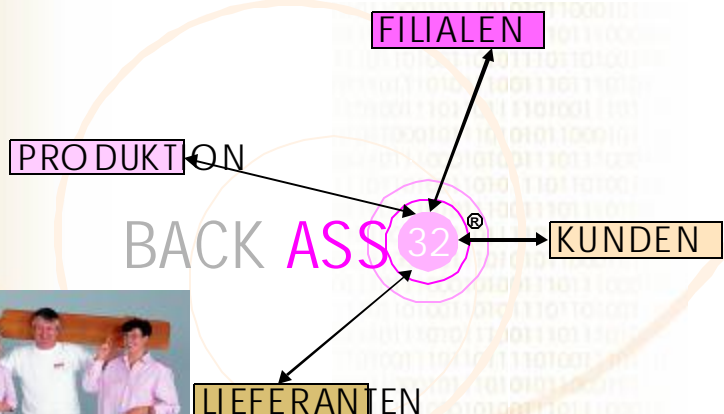 FILIALEN
PRODUKTION
BACK ASS 32 ®
KUNDEN
LIEFERANTEN